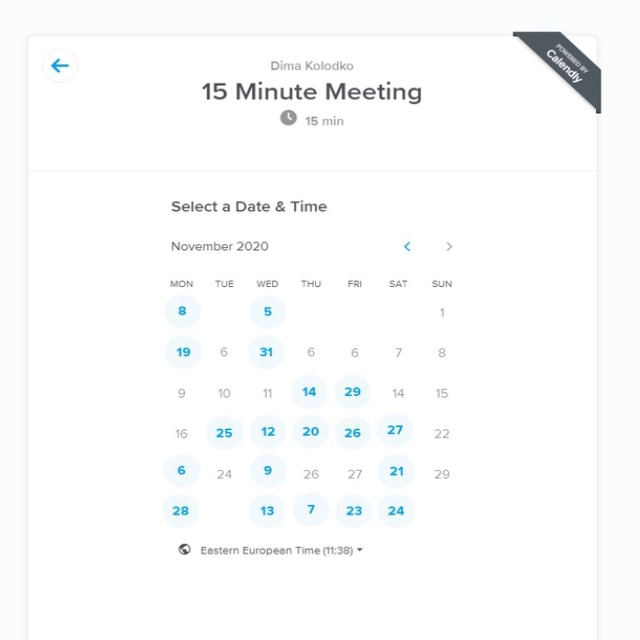 Dima Kolodko
15 Minute Meeting
15 min
POWERED BY
Calendly
Select a Date & Time
November 2020
MON TUE WED THU FRI SAT SUN
8 5 1
19 6 31 6 6 7 8
9 10 11 14 29 14 15
16 25 12 20 26 27 22
6 24 9 26 27 21 29
28 13 7 23 24
Eastern European Time (11:38)